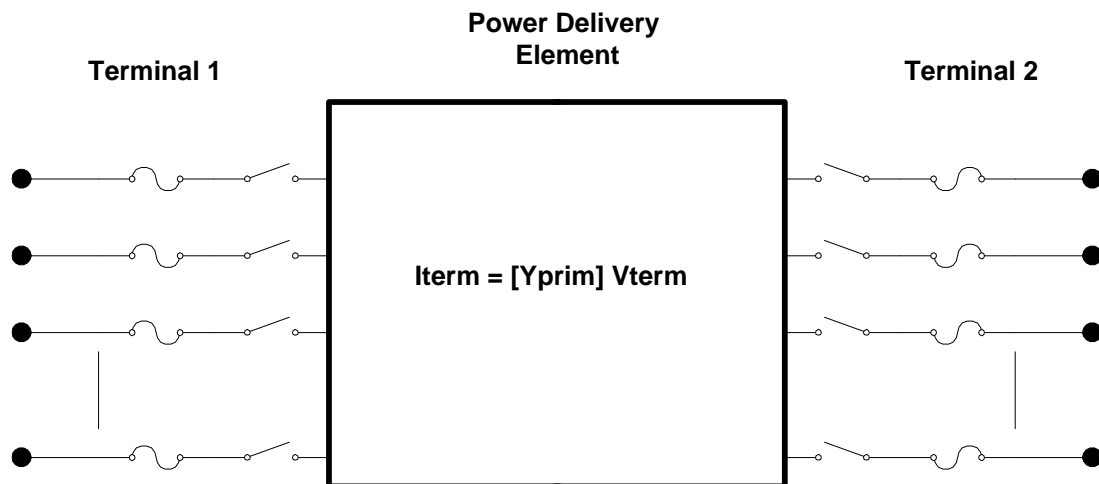 Power Delivery
Element
Terminal 1
Terminal 2
Iterm = [Yprim] Vterm